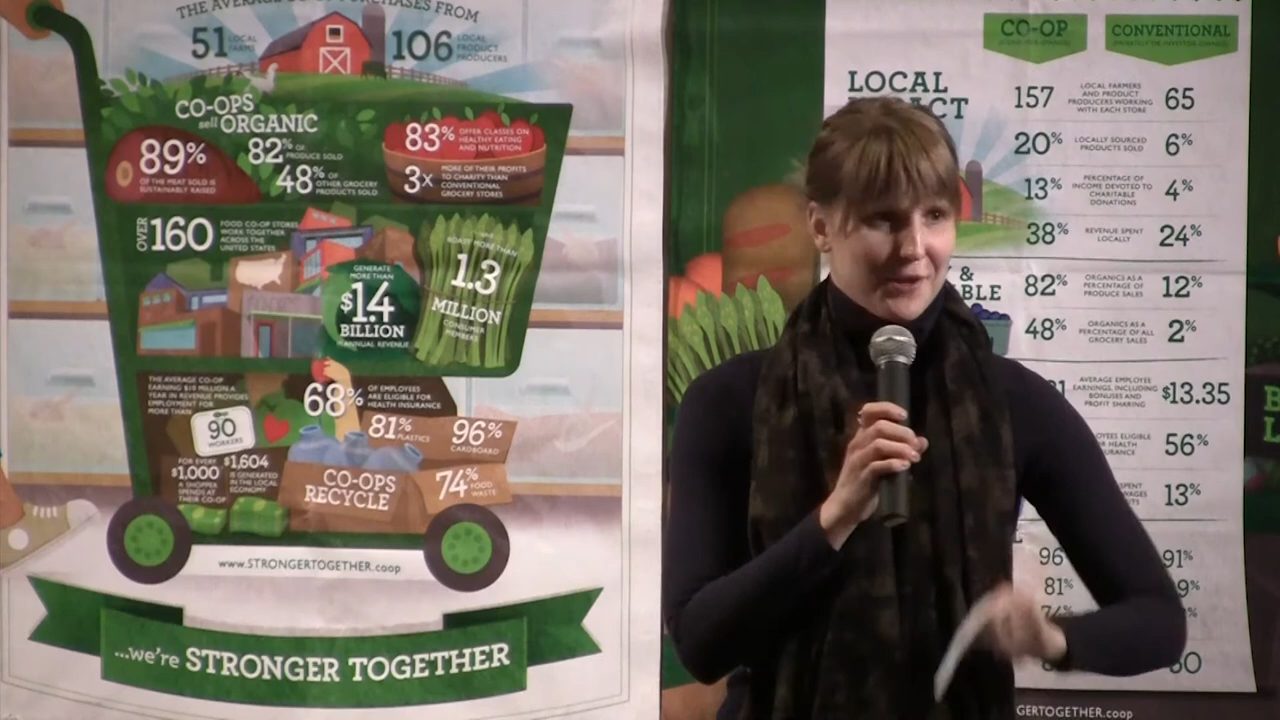 THE AVERAGE CO-OP PURCHASES FROM
51 LOCAL FARMS
106 LOCAL PRODUCT PRODUCERS
CO-OPS
sell ORGANIC
89%
OF THE MEAT SOLD IS
SUSTAINABLY RAISED
82% OF
PRODUCE SOLD
48% OF
OTHER GROCERY
PRODUCTS SOLD
83% OFFER CLASSES ON
HEALTHY EATING
AND NUTRITION
3x MORE OF THEIR PROFITS
TO CHARITY THAN
CONVENTIONAL
GROCERY STORES
OVER 160 FOOD CO-OP STORES
WORK TOGETHER
ACROSS THE
UNITED STATES
GENERATE
MORE THAN
$1.4
BILLION
IN ANNUAL REVENUE
and
BOAST MORE THAN
1.3
MILLION
CONSUMER
MEMBERS
THE AVERAGE CO-OP
EARNING $10 MILLION A
YEAR IN REVENUE PROVIDES
EMPLOYMENT FOR
MORE THAN
90
WORKERS
68% OF EMPLOYEES
ARE ELIGIBLE FOR
HEALTH INSURANCE
81% PLASTICS
96%
CARDBOARD
74% FOOD
WASTE
CO-OPS
RECYCLE
FOR EVERY
$1,000
A SHOPPER
SPENDS AT
THEIR CO-OP
$1,604
IS GENERATED
IN THE LOCAL
ECONOMY
www.STRONGERTOGETHER.coop
...we're STRONGER TOGETHER
CO-OP
CONVENTIONAL
LOCAL
ACT
157 LOCAL FARMERS
AND PRODUCT
PRODUCERS WORKING
WITH EACH STORE 65
20% LOCALLY SOURCED
PRODUCTS SOLD 6%
13% PERCENTAGE OF
INCOME DEVOTED TO
CHARITABLE
DONATIONS 4%
38% REVENUE SPENT
LOCALLY 24%
&
BLE
82% ORGANICS AS A
PERCENTAGE OF
PRODUCE SALES 12%
48% ORGANICS AS A
PERCENTAGE OF ALL
GROCERY SALES 2%
AVERAGE EMPLOYEE
EARNINGS, INCLUDING
BONUSES AND
PROFIT SHARING $13.35
56%
13%
96
91%
81%
74%
GERTOGETHER.coop